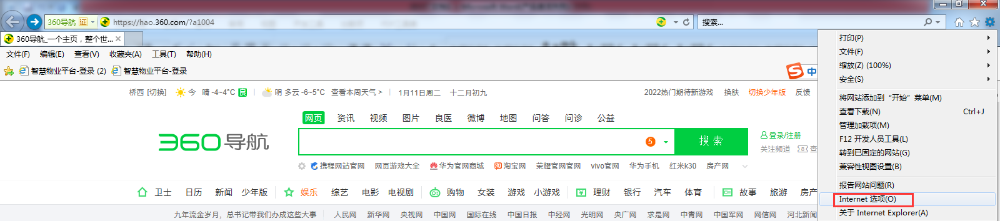 360导航 证 https://hao.360.com/?a1004 搜索...
360导航_一个主页，整个世...
文件(F) 编辑(E) 查看(V) 收藏夹(A) 工具(T) 帮助(H)
智慧物业平台-登录 (2) 智慧物业平台-登录
S 中
桥西 [切换] 今 晴 -4~4°C 良 明 多云 -6~5°C 查看本周天气 > 1月11日周二 十二月初九 2022热门期待新游戏 换肤 切换少年版 反馈
网页 资讯 视频 图片 良医 微博 地图 问答 问诊 公益
360导航 5 搜索 登录/注册
关注频道 查
携程网站官网 网页游戏大全 华为官网商城 淘宝网 荣耀官网官网 vivo官网 华为手机 红米k30 房产网
卫士 日历 新闻 少年版 娱乐 综艺 电影 电视剧 购物 女装 游戏 小游戏 理财 银行 汽车 体育 故事 旅游 房产
九年流金岁月，总书记带我们办成这些大事 人民网 新华网 央视网 中国网 国际在线 中国日报 中经网 光明网 央广网 求是网 中青网 中国军网 网信网 河北新闻
打印(P)
文件(F)
缩放(Z) (100%)
安全(S)
将网站添加到“开始”菜单(M)
查看下载(N) Ctrl+J
管理加载项(M)
F12 开发人员工具(L)
转到已固定的网站(G)
兼容性视图设置(B)
报告网站问题(R)
Internet 选项(O)
关于 Internet Explorer(A)